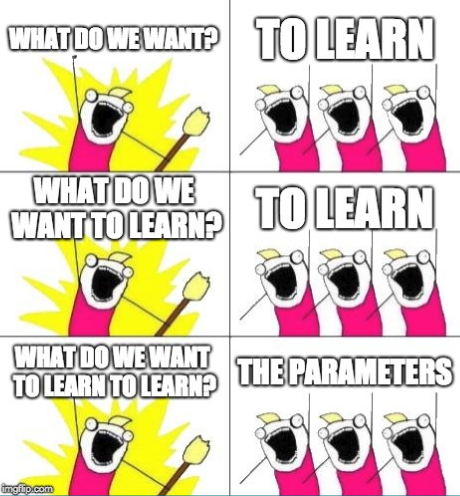 WHAT DO WE WANT?
TO LEARN
WHAT DO WE
WANT TO LEARN?
TO LEARN
WHAT DO WE WANT
TO LEARN TO LEARN?
THE PARAMETERS
imgflip.com